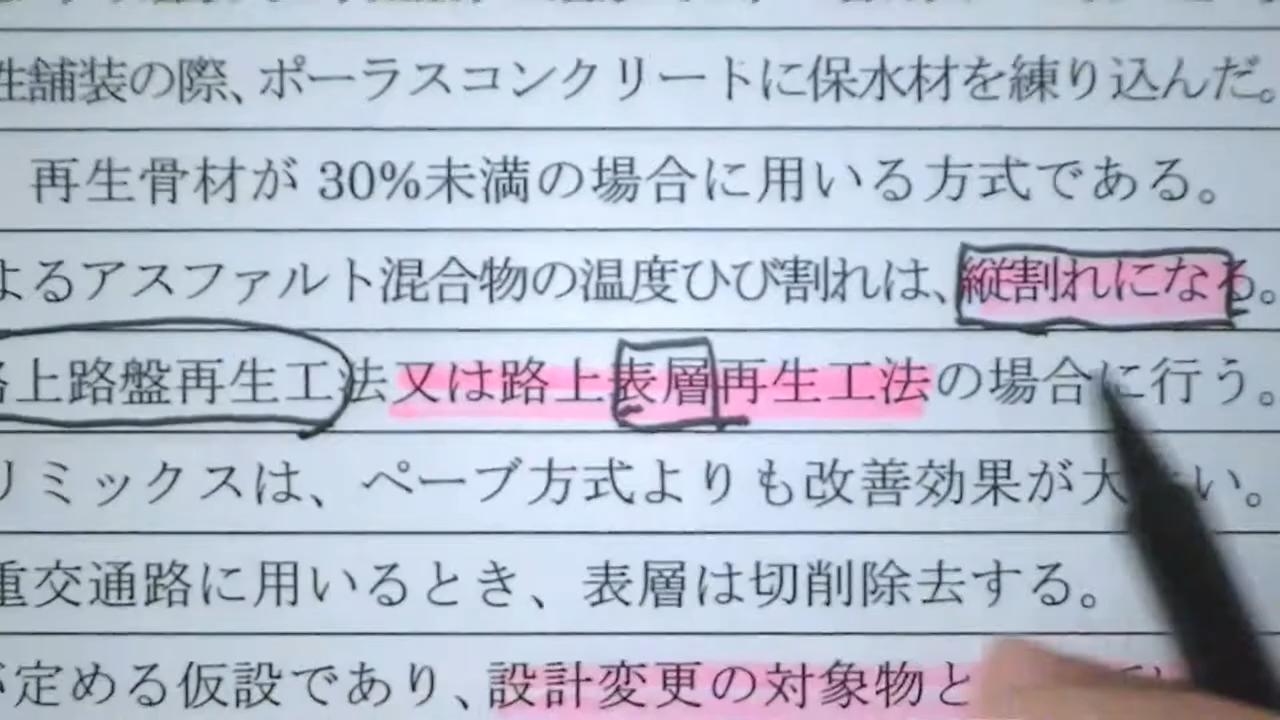 性舗装の際、ポーラスコンクリートに保水材を練り込んだ。
再生骨材が 30%未満の場合に用いる方式である。
よるアスファルト混合物の温度ひび割れは、縦割れになる。
路上路盤再生工法又は路上表層再生工法の場合に行う。
リミックスは、ペーブ方式よりも改善効果が大きい。
重交通路に用いるとき、表層は切削除去する。
が定める仮設であり、設計変更の対象物と